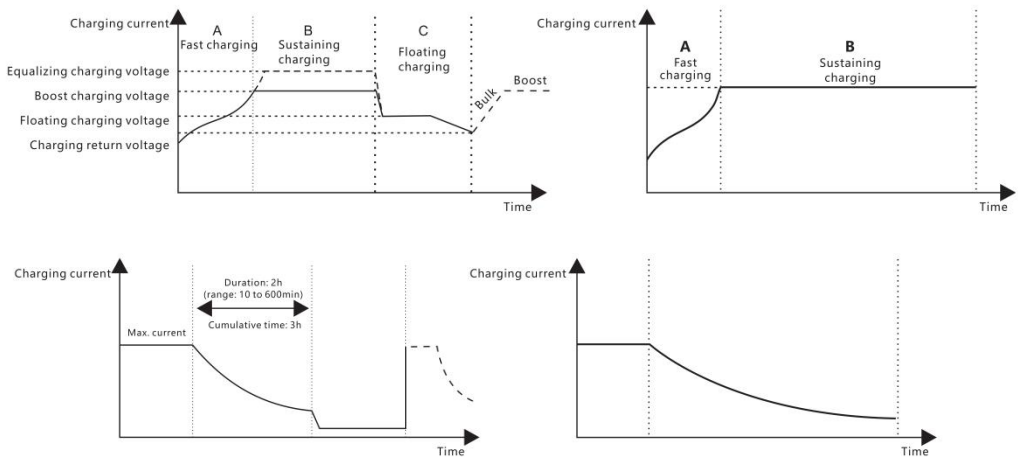 Charging current
A
Fast charging
B
Sustaining
charging
C
Floating
charging
Equalizing charging voltage
Boost charging voltage
Floating charging voltage
Charging return voltage
Bulk
Boost
Time
Charging current
A
Fast
charging
B
Sustaining
charging
Time
Charging current
Duration: 2h
(range: 10 to 600min)
Cumulative time: 3h
Max. current
Time
Charging current
Time